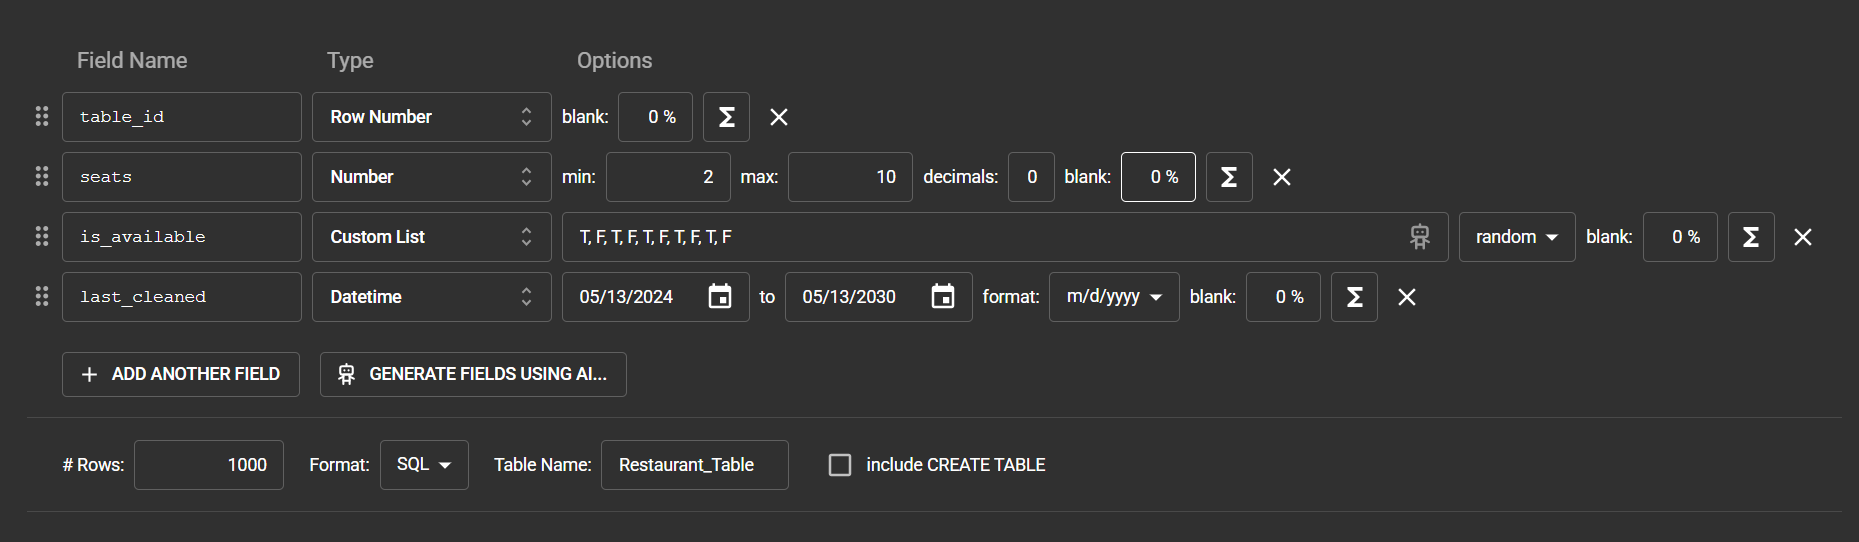 Field Name Type Options
table_id Row Number blank: 0 % Σ
seats Number min: 2 max: 10 decimals: 0 blank: 0 % Σ
is_available Custom List T, F, T, F, T, F, T, F, T, F random blank: 0 % Σ
last_cleaned Datetime 05/13/2024 to 05/13/2030 format: m/d/yyyy blank: 0 % Σ
+ ADD ANOTHER FIELD GENERATE FIELDS USING AI...
# Rows: 1000 Format: SQL Table Name: Restaurant_Table include CREATE TABLE